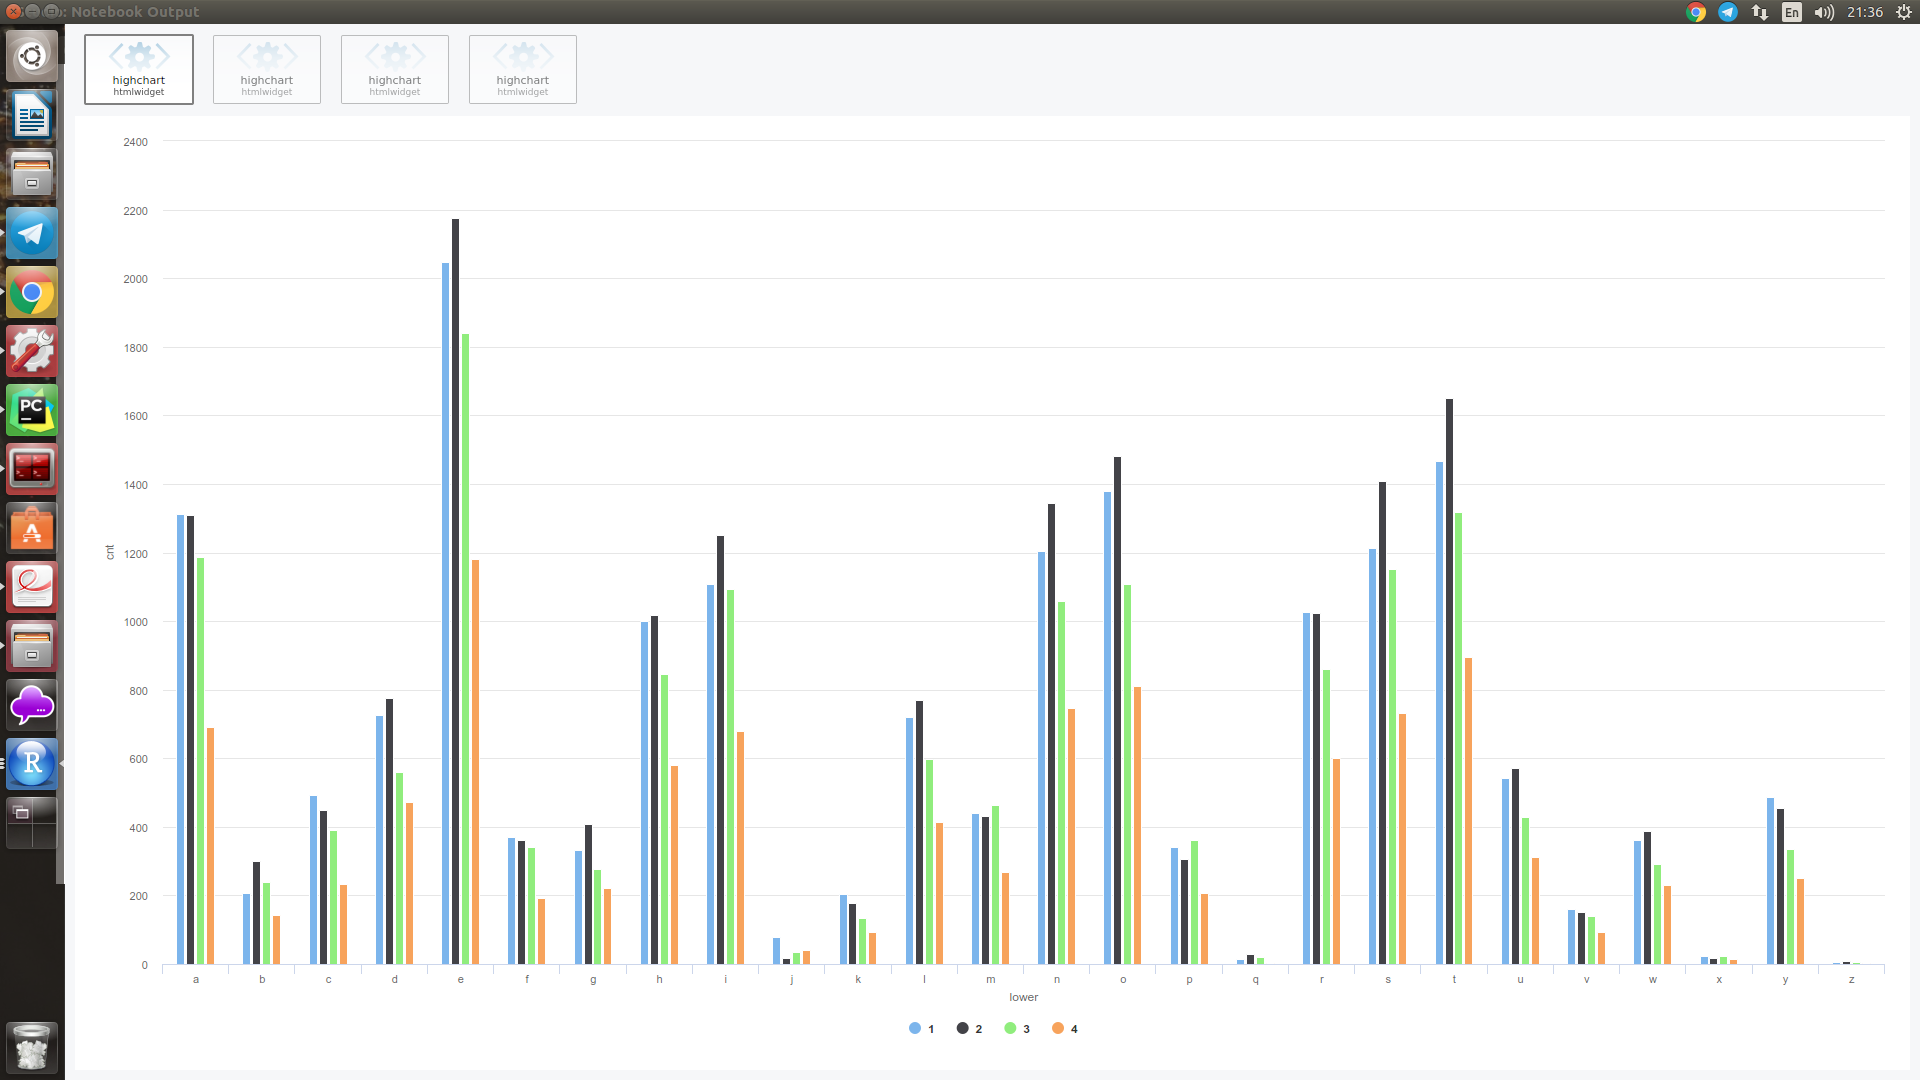 : Notebook Output
En
21:36
highchart
htmlwidget
highchart
htmlwidget
highchart
htmlwidget
highchart
htmlwidget
2400
2200
2000
1800
1600
1400
1200
1000
800
600
400
200
0
cnt
a b c d e f g h i j k l m n o p q r s t u v w x y z
lower
1 2 3 4
PC
A
R